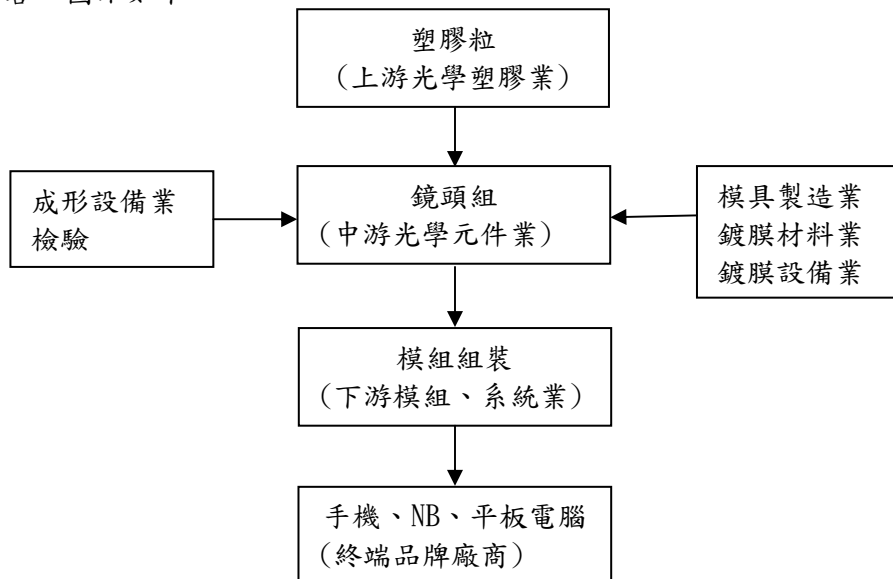 塑膠粒
(上游光學塑膠業)
成形設備業
檢驗
鏡頭組
(中游光學元件業)
模具製造業
鍍膜材料業
鍍膜設備業
模組組裝
(下游模組、系統業)
手機、NB、平板電腦
(終端品牌廠商)